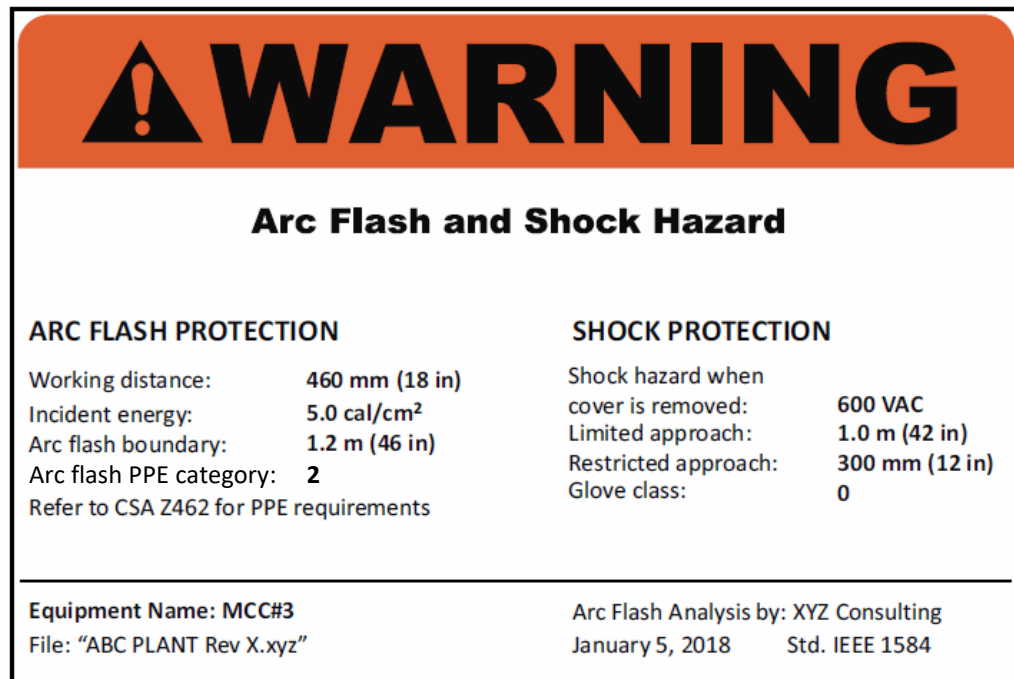 WARNING
Arc Flash and Shock Hazard
ARC FLASH PROTECTION
Working distance: 460 mm (18 in)
Incident energy: 5.0 cal/cm²
Arc flash boundary: 1.2 m (46 in)
Arc flash PPE category: 2
Refer to CSA Z462 for PPE requirements
SHOCK PROTECTION
Shock hazard when
cover is removed: 600 VAC
Limited approach: 1.0 m (42 in)
Restricted approach: 300 mm (12 in)
Glove class: 0
Equipment Name: MCC#3
File: “ABC PLANT Rev X.xyz”
Arc Flash Analysis by: XYZ Consulting
January 5, 2018 Std. IEEE 1584